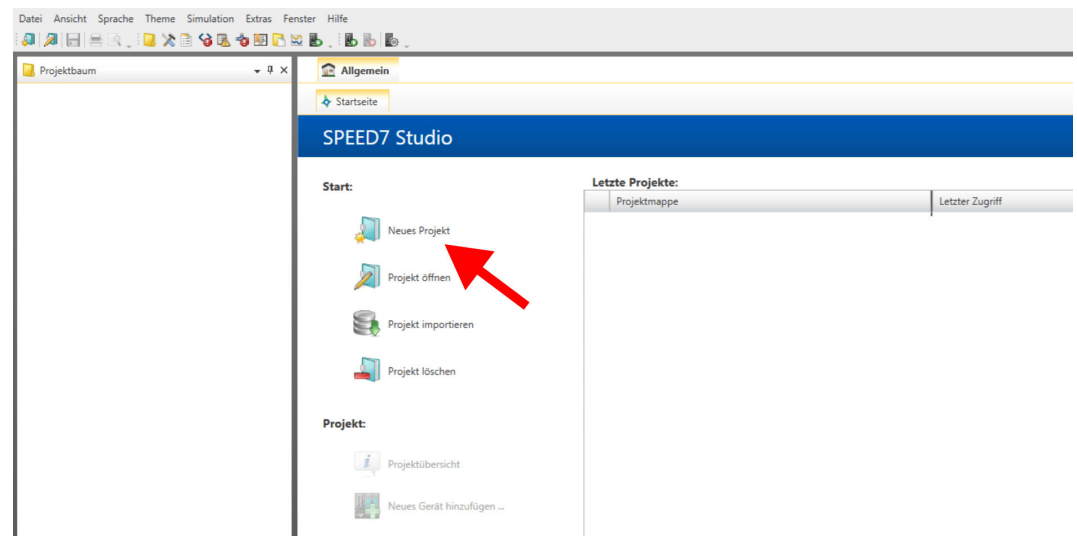 Datei Ansicht Sprache Theme Simulation Extras Fenster Hilfe
Projektbaum
Allgemein
Startseite
SPEED7 Studio
Start:
Neues Projekt
Projekt öffnen
Projekt importieren
Projekt löschen
Projekt:
Projektübersicht
Neues Gerät hinzufügen ...
Letzte Projekte:
Projektmappe Letzter Zugriff